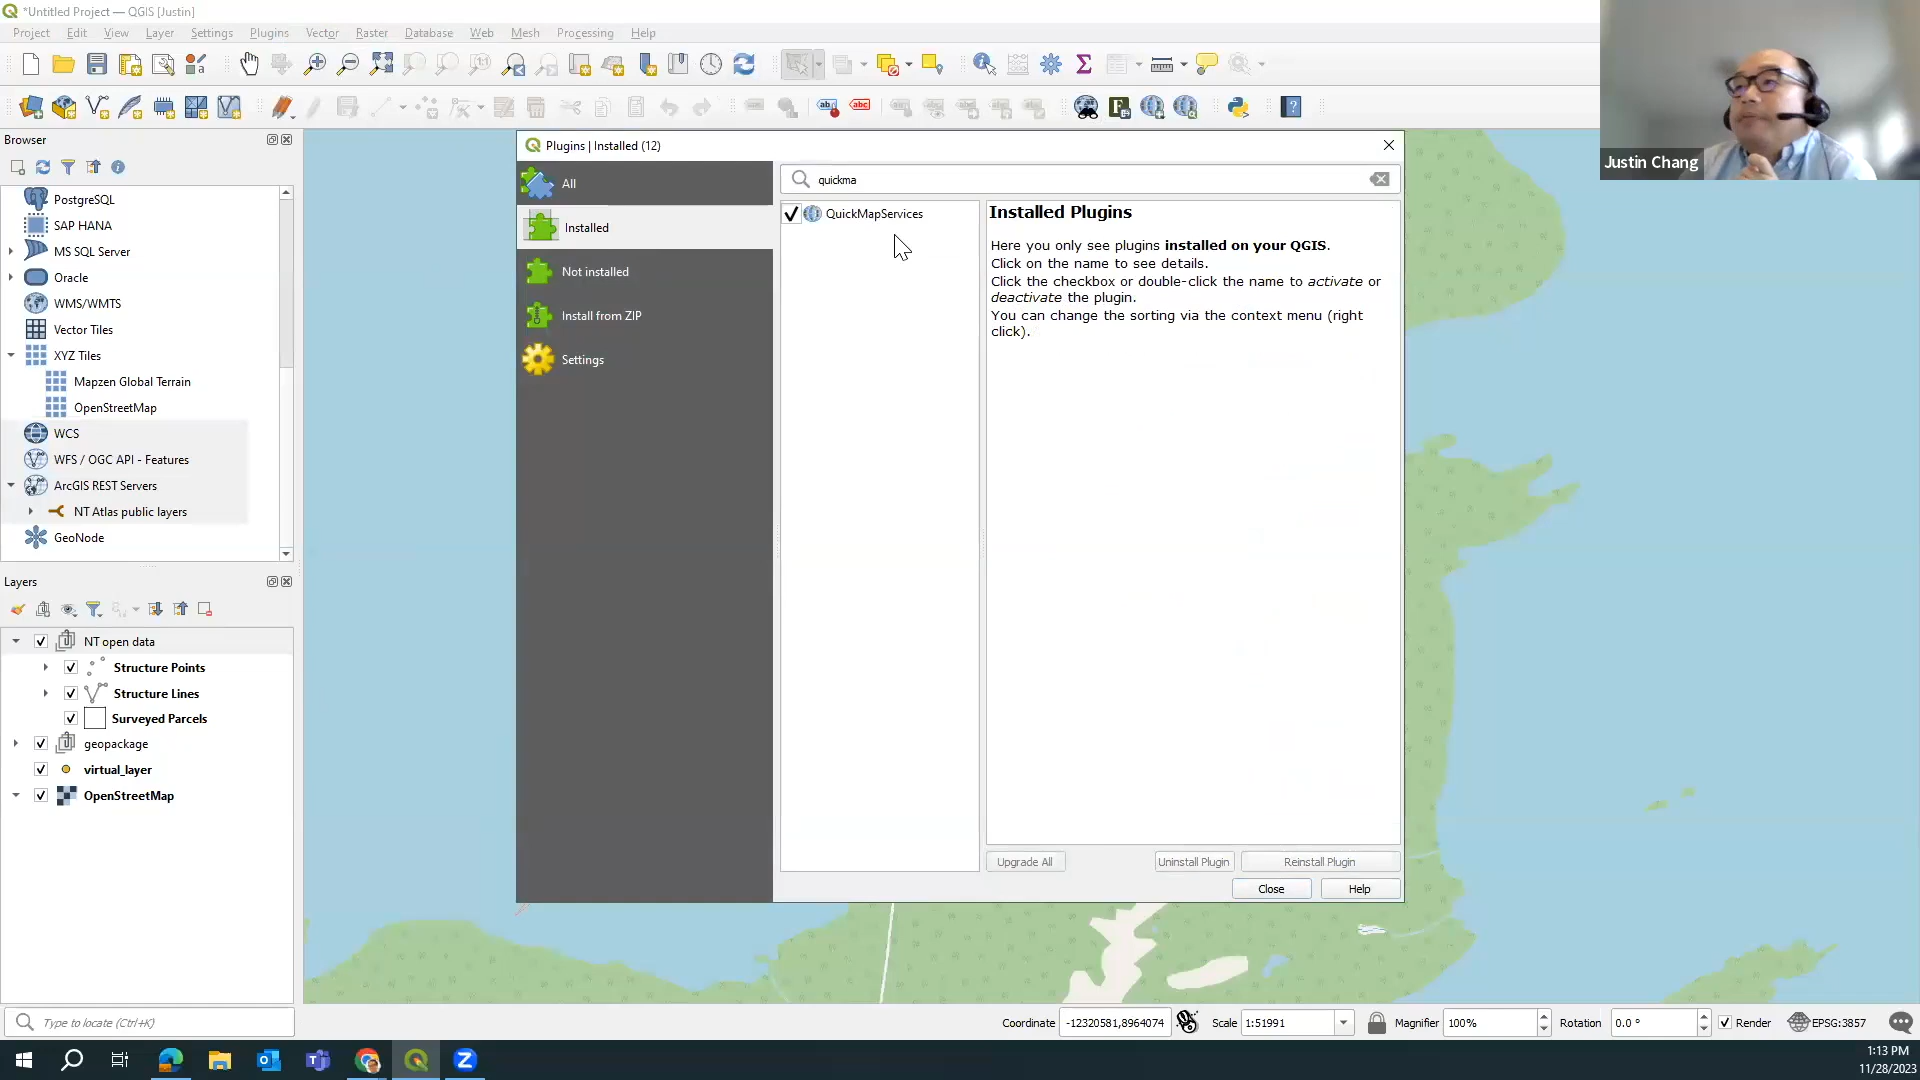 *Untitled Project — QGIS [Justin]
Project Edit View Layer Settings Plugins Vector Raster Database Web Mesh Processing Help
abc abc
Browser
PostgreSQL
SAP HANA
MS SQL Server
Oracle
WMS/WMTS
Vector Tiles
XYZ Tiles
Mapzen Global Terrain
OpenStreetMap
WCS
WFS / OGC API - Features
ArcGIS REST Servers
NT Atlas public layers
GeoNode
Layers
NT open data
Structure Points
Structure Lines
Surveyed Parcels
geopackage
virtual_layer
OpenStreetMap
Plugins | Installed (12)
All
Installed
Not installed
Install from ZIP
Settings
quickma
QuickMapServices
Installed Plugins
Here you only see plugins installed on your QGIS.
Click on the name to see details.
Click the checkbox or double-click the name to activate or
deactivate the plugin.
You can change the sorting via the context menu (right
click).
Upgrade All Uninstall Plugin Reinstall Plugin
Close Help
Justin Chang
Type to locate (Ctrl+K)
Coordinate -12320581,8964074 Scale 1:51991 Magnifier 100% Rotation 0.0 ° Render EPSG:3857
1:13 PM
11/28/2023